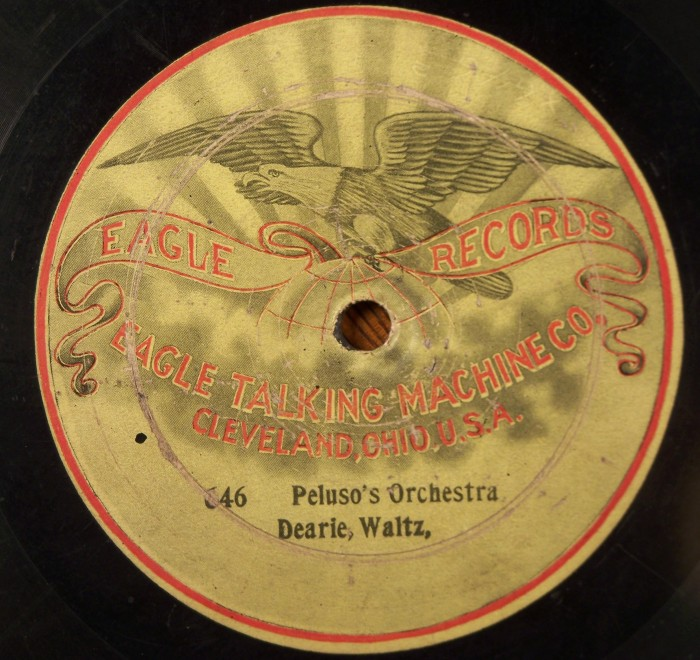 EAGLE RECORDS
EAGLE TALKING MACHINE CO.
CLEVELAND, OHIO, U.S.A.
Peluso's Orchestra
Dearie, Waltz,